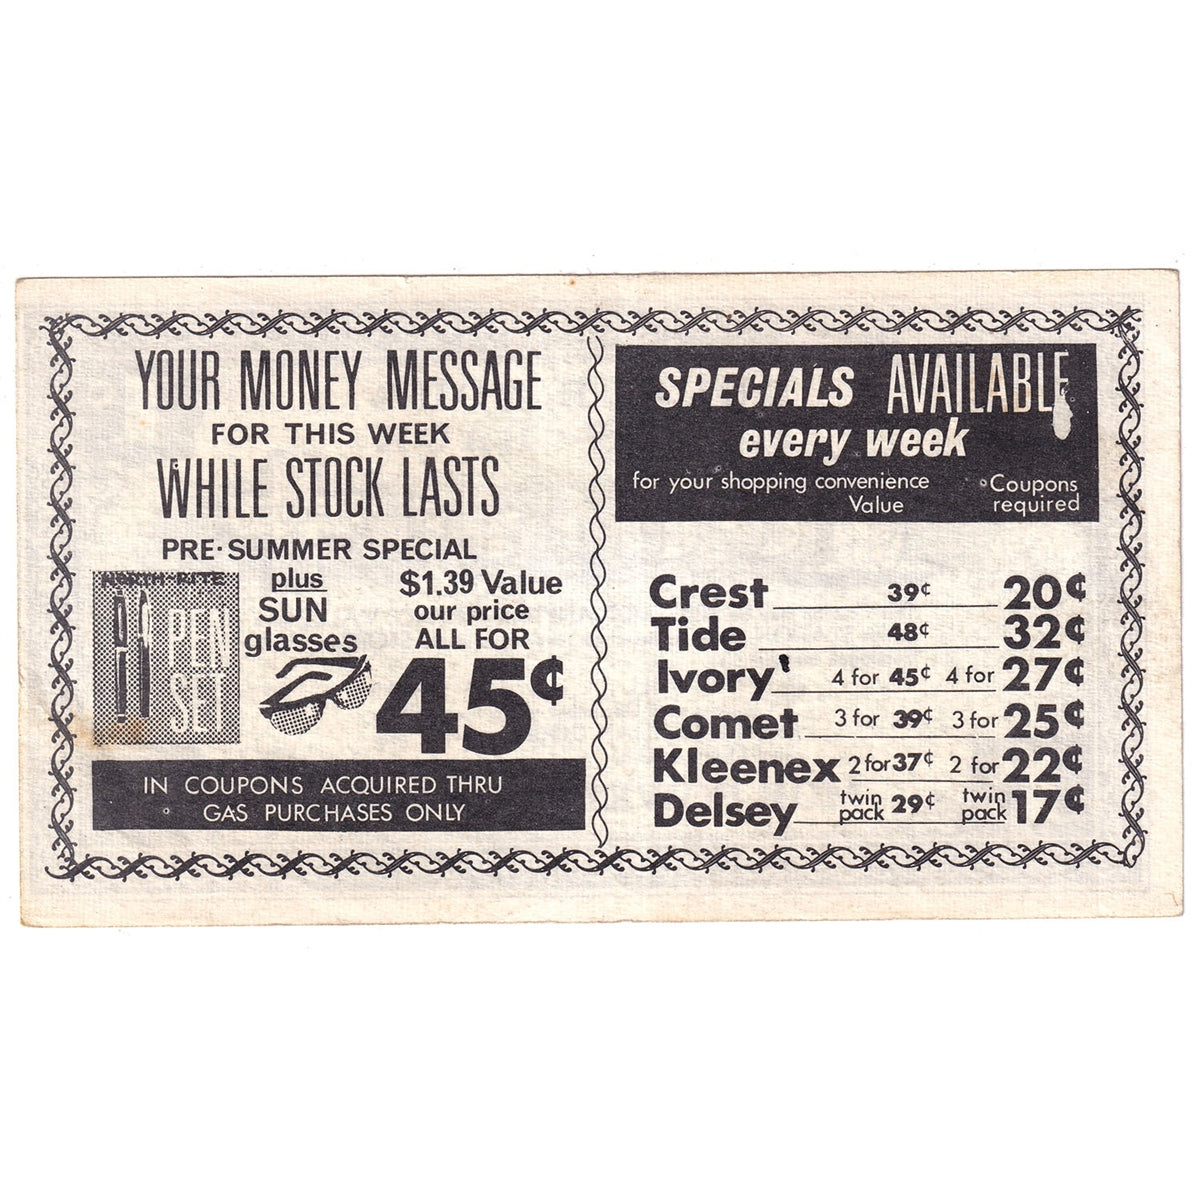 YOUR MONEY MESSAGE
FOR THIS WEEK
WHILE STOCK LASTS
PRE-SUMMER SPECIAL
NORTH-RITE
PEN
SET
plus
SUN
glasses
$1.39 Value
our price
ALL FOR
45¢
IN COUPONS ACQUIRED THRU
GAS PURCHASES ONLY
SPECIALS AVAILABLE
every week
for your shopping convenience
Value
Coupons
required
Crest 39¢ 20¢
Tide 48¢ 32¢
Ivory 4 for 45¢ 4 for 27¢
Comet 3 for 39¢ 3 for 25¢
Kleenex 2 for 37¢ 2 for 22¢
Delsey twin pack 29¢ twin pack 17¢